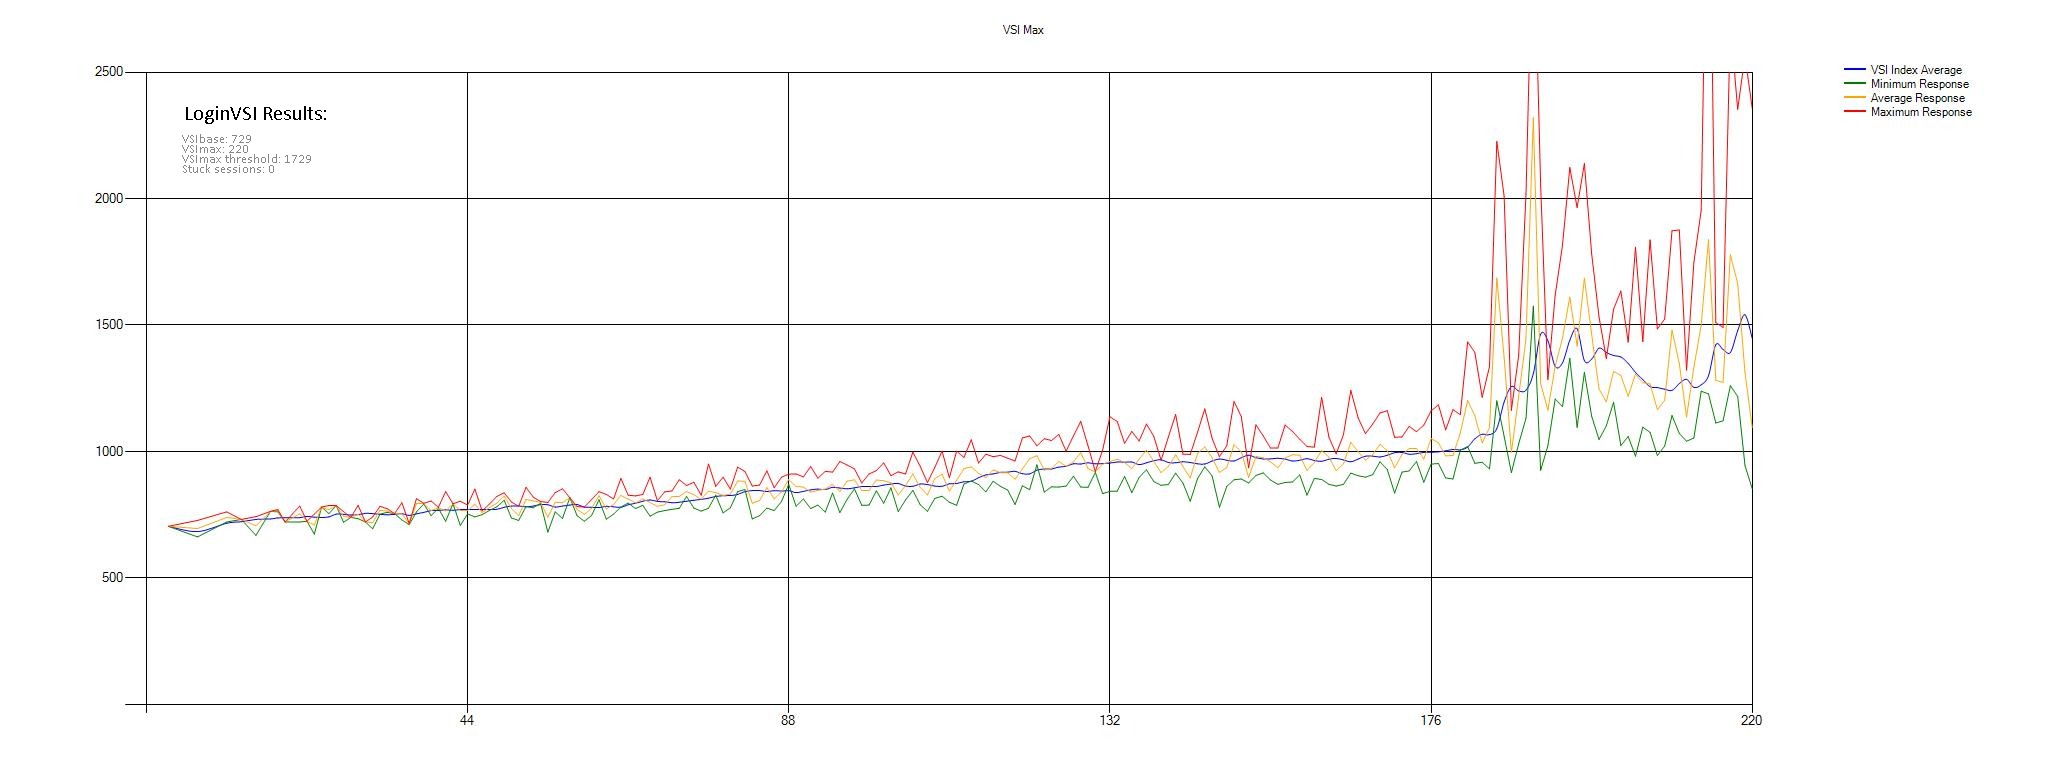 VSI Max
2500
2000
1500
1000
500
44
88
132
176
220
LoginVSI Results:
VSIbase: 729
VSImax: 220
VSImax threshold: 1729
Stuck sessions: 0
VSI Index Average
Minimum Response
Average Response
Maximum Response